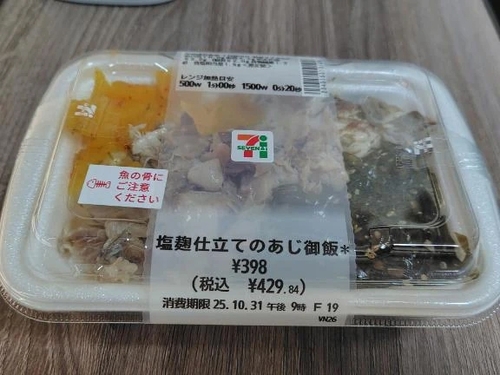 レンジ加熱目安
500W 1分00秒 1500W 0分20秒
7
SEVEN & i
魚の骨に
ご注意
ください
塩麹仕立てのあじ御飯*
¥398
(税込 ¥429.84)
消費期限 25.10.31 午後 9時 F 19
VN26